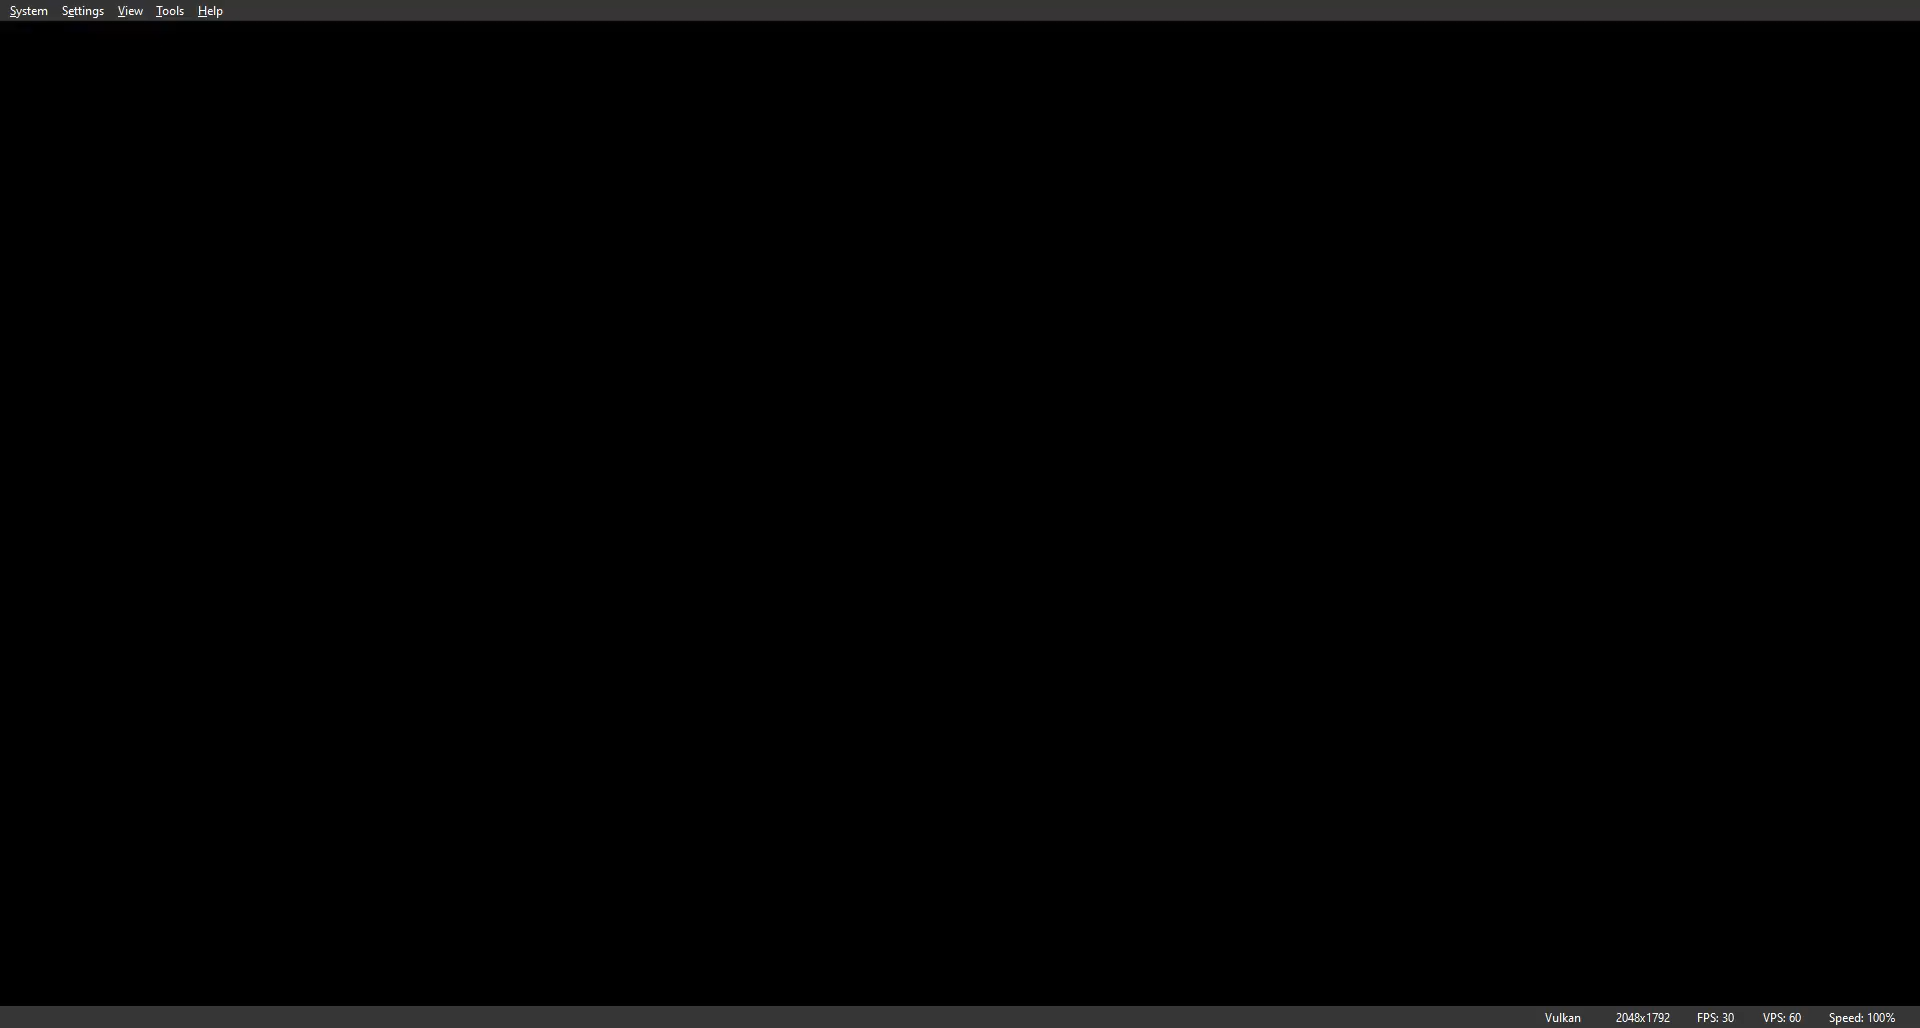 System Settings View Tools Help
Vulkan 2048x1792 FPS: 30 VPS: 60 Speed: 100%